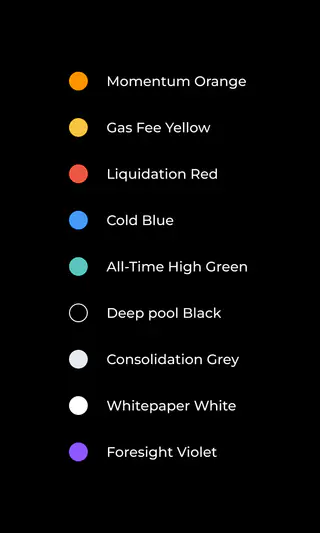 Momentum Orange
Gas Fee Yellow
Liquidation Red
Cold Blue
All-Time High Green
Deep pool Black
Consolidation Grey
Whitepaper White
Foresight Violet